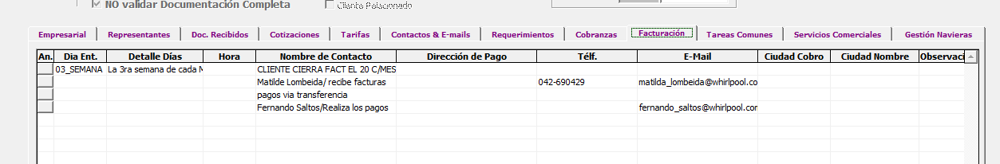 NO validar Documentación Completa
Cliente Relacionado
Empresarial Representantes Doc. Recibidos Cotizaciones Tarifas Contactos & E-mails Requerimientos Cobranzas Facturación Tareas Comunes Servicios Comerciales Gestión Navieras
An. Dia Ent. Detalle Días Hora Nombre de Contacto Dirección de Pago Télf. E-Mail Ciudad Cobro Ciudad Nombre Observaci
03_SEMANA La 3ra semana de cada M CLIENTE CIERRA FACT EL 20 C/MES
Matilde Lombeida/ recibe facturas 042-690429 matilda_lombeida@whirlpool.co
pagos via transferencia
Fernando Saltos/Realiza los pagos fernando_saltos@whirlpool.com